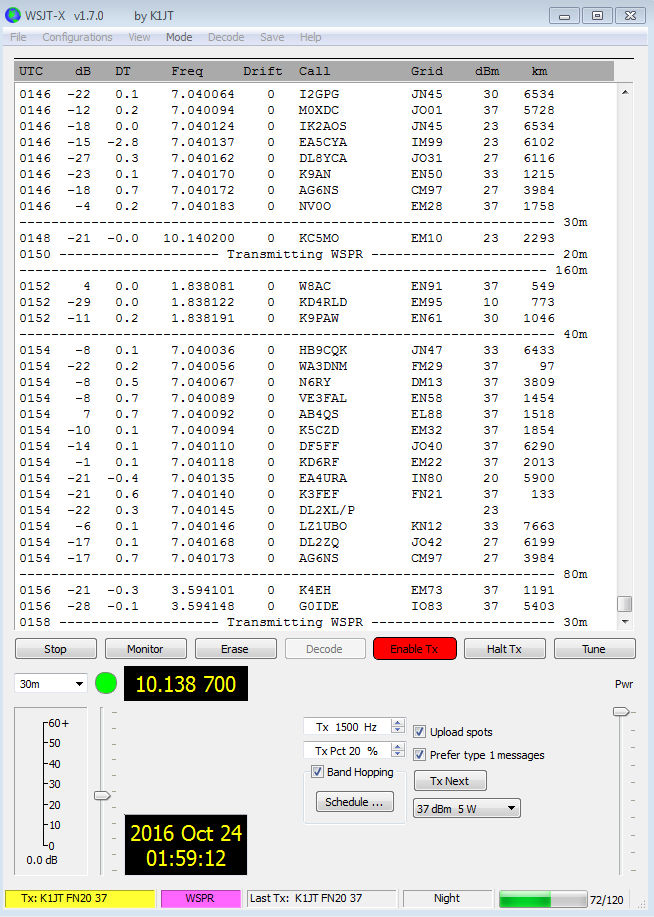 WSJT-X v1.7.0 by K1JT
File Configurations View Mode Decode Save Help
UTC dB DT Freq Drift Call Grid dBm km
0146 -22 0.1 7.040064 0 I2GPG JN45 30 6534
0146 -12 0.2 7.040094 0 M0XDC JO01 37 5728
0146 -18 0.0 7.040124 0 IK2AOS JN45 23 6534
0146 -15 -2.8 7.040137 0 EA5CYA IM99 23 6102
0146 -27 0.3 7.040162 0 DL8YCA JO31 27 6116
0146 -23 0.1 7.040170 0 K9AN EN50 33 1215
0146 -18 0.7 7.040172 0 AG6NS CM97 27 3984
0146 -4 0.2 7.040183 0 NV0O EM28 37 1758
---------------------------------------------------------- 30m
0148 -21 -0.0 10.140200 0 KC5MO EM10 23 2293
0150 -------------------- Transmitting WSPR -------------------- 20m
---------------------------------------------------------- 160m
0152 4 0.0 1.838081 0 W8AC EN91 37 549
0152 -29 0.0 1.838122 0 KD4RLD EM95 10 773
0152 -11 0.2 1.838191 0 K9PAW EN61 30 1046
---------------------------------------------------------- 40m
0154 -8 0.1 7.040036 0 HB9CQK JN47 33 6433
0154 -22 0.2 7.040056 0 WA3DNM FM29 37 97
0154 -8 0.5 7.040067 0 N6RY DM13 37 3809
0154 -8 0.7 7.040089 0 VE3FAL EN58 37 1454
0154 7 0.7 7.040092 0 AB4QS EL88 37 1518
0154 -10 0.1 7.040094 0 K5CZD EM32 37 1854
0154 -14 0.1 7.040110 0 DF5FF JO40 37 6290
0154 -1 0.1 7.040118 0 KD6RF EM22 37 2013
0154 -21 -0.4 7.040135 0 EA4URA IN80 20 5900
0154 -21 0.6 7.040140 0 K3FEF FN21 37 133
0154 -22 0.3 7.040145 0 DL2XL/P 23
0154 -6 0.1 7.040146 0 LZ1UBO KN12 33 7663
0154 -17 0.1 7.040168 0 DL2ZQ JO42 27 6199
0154 -17 0.7 7.040173 0 AG6NS CM97 27 3984
---------------------------------------------------------- 80m
0156 -21 -0.3 3.594101 0 K4EH EM73 37 1191
0156 -28 -0.1 3.594148 0 G0IDE IO83 37 5403
0158 -------------------- Transmitting WSPR -------------------- 30m
Stop Monitor Erase Decode Enable Tx Halt Tx Tune
30m 10.138 700 Pwr
60+
50
40
30
20
10
0
0.0 dB
Tx 1500 Hz
Upload spots
Tx Pct 20 %
Prefer type 1 messages
Band Hopping
Tx Next
Schedule ...
37 dBm 5 W
2016 Oct 24
01:59:12
Tx: K1JT FN20 37 WSPR Last Tx: K1JT FN20 37 Night 72/120